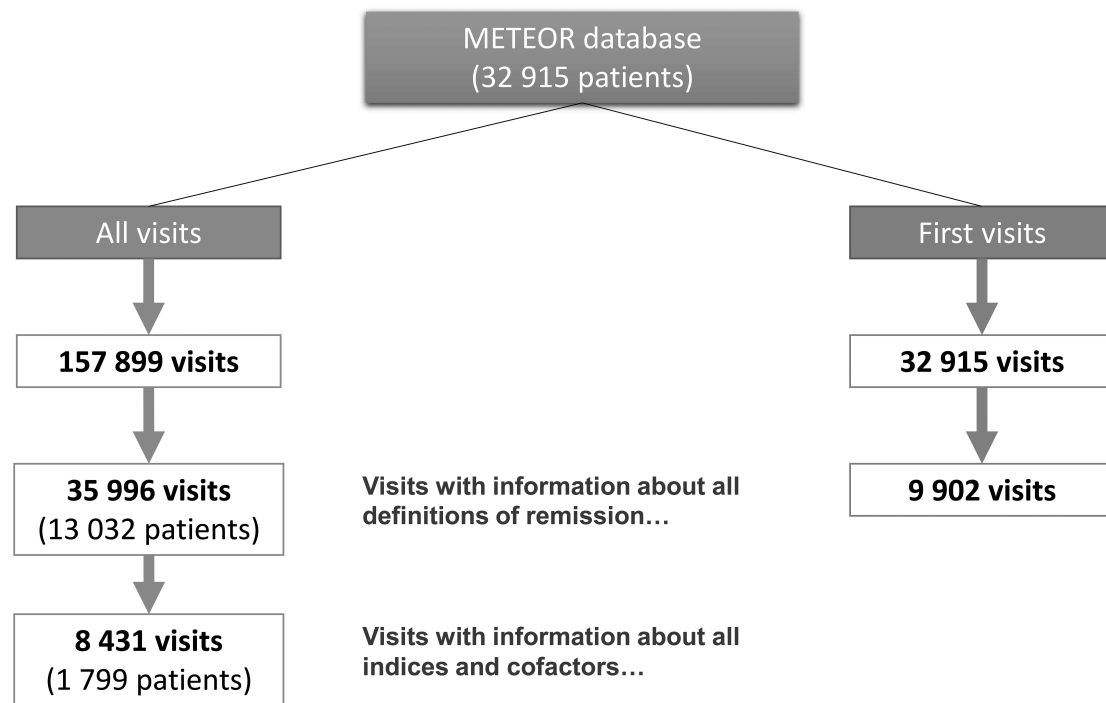 METEOR database
(32 915 patients)
All visits
First visits
157 899 visits
32 915 visits
35 996 visits
(13 032 patients)
Visits with information about all
definitions of remission…
9 902 visits
8 431 visits
(1 799 patients)
Visits with information about all
indices and cofactors…